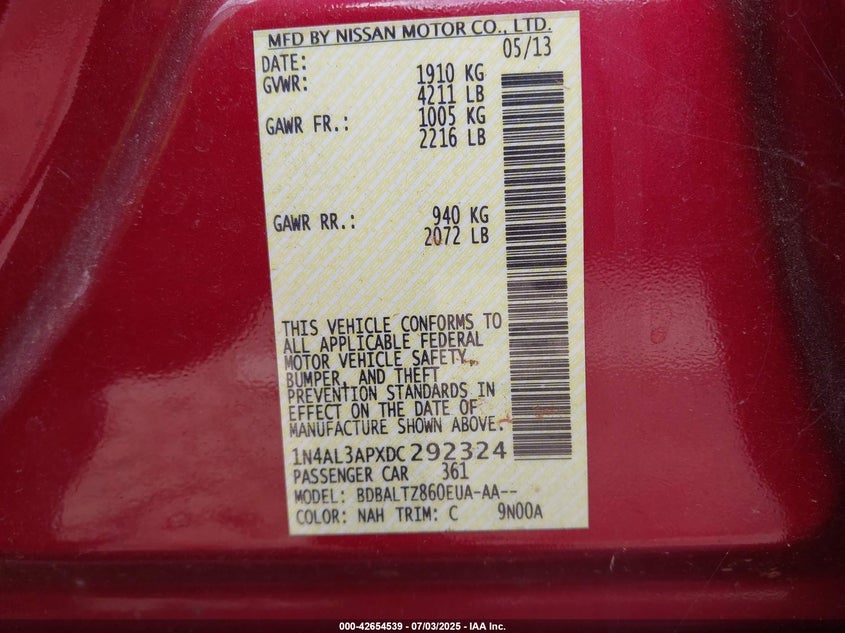 MFD BY NISSAN MOTOR CO., LTD.
DATE: 05/13
GVWR: 1910 KG
4211 LB
GAWR FR.: 1005 KG
2216 LB
GAWR RR.: 940 KG
2072 LB
THIS VEHICLE CONFORMS TO
ALL APPLICABLE FEDERAL
MOTOR VEHICLE SAFETY,
BUMPER, AND THEFT
PREVENTION STANDARDS IN
EFFECT ON THE DATE OF
MANUFACTURE SHOWN ABOVE.
1N4AL3APXDC292324
PASSENGER CAR 361
MODEL: BDBALTZ860EUA-AA--
COLOR: NAH TRIM: C 9N00A
000-42654539 - 07/03/2025 - IAA Inc.